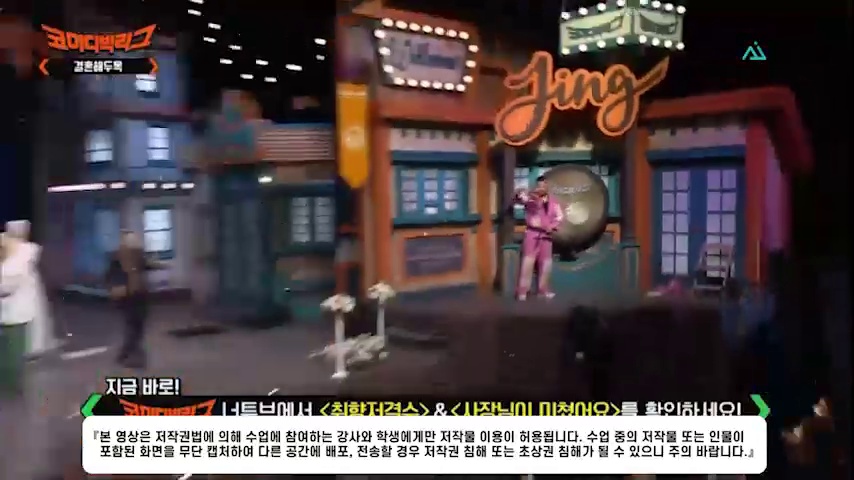 코미디빅리그
결혼해두목
Jing
지금 바로!
코미디빅리그 너튜브에서 <취향저격수>&<사장님이 미쳤어요>를 확인하세요!
『본 영상은 저작권법에 의해 수업에 참여하는 강사와 학생에게만 저작물 이용이 허용됩니다. 수업 중의 저작물 또는 인물이
포함된 화면을 무단 캡처하여 다른 공간에 배포, 전송할 경우 저작권 침해 또는 초상권 침해가 될 수 있으니 주의 바랍니다.』